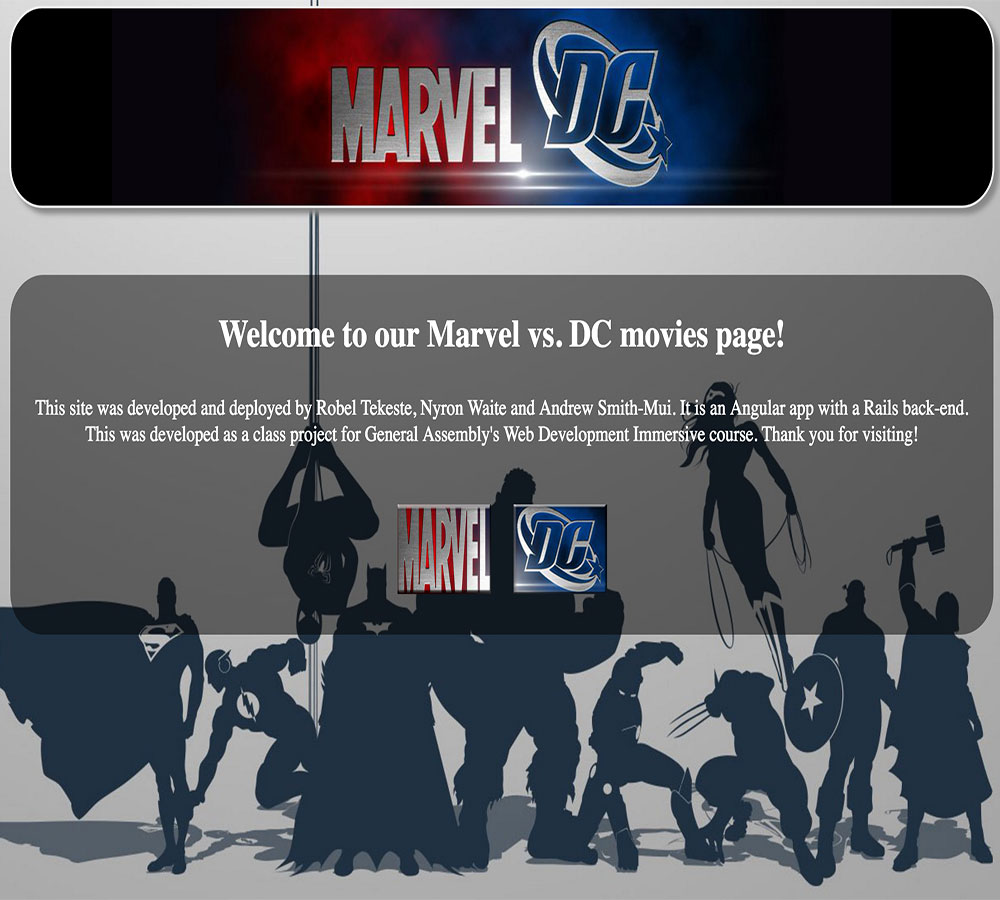 MARVEL DC
Welcome to our Marvel vs. DC movies page!
This site was developed and deployed by Robel Tekeste, Nyron Waite and Andrew Smith-Mui. It is an Angular app with a Rails back-end.
This was developed as a class project for General Assembly's Web Development Immersive course. Thank you for visiting!
MARVEL DC